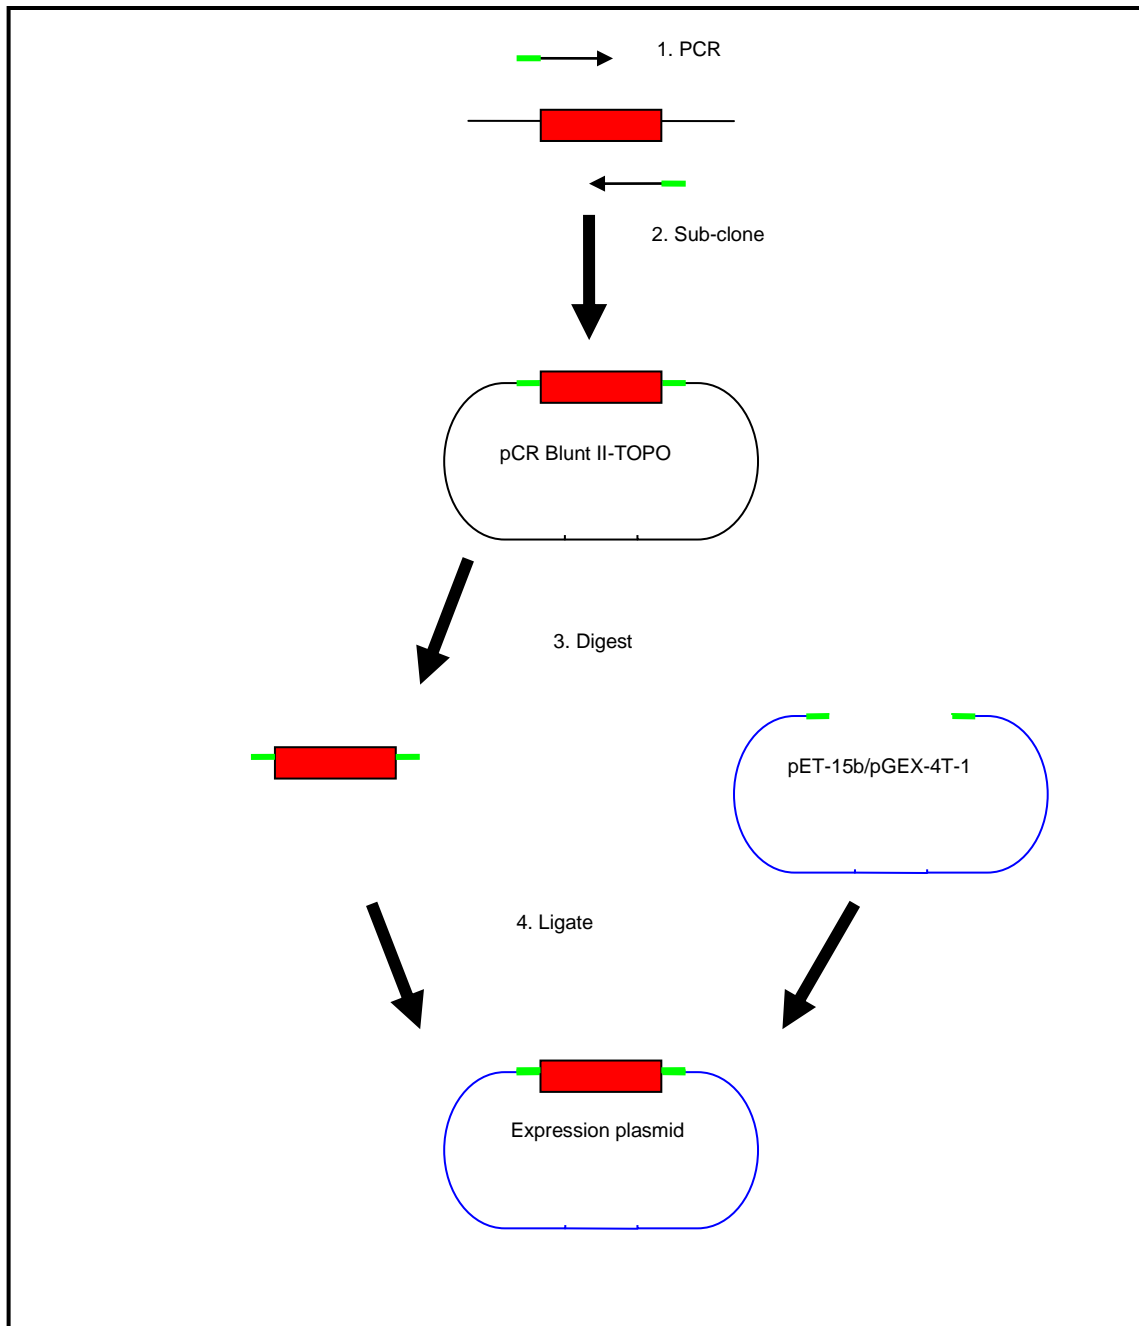 1. PCR
2. Sub-clone
pCR Blunt II-TOPO
3. Digest
pET-15b/pGEX-4T-1
4. Ligate
Expression plasmid